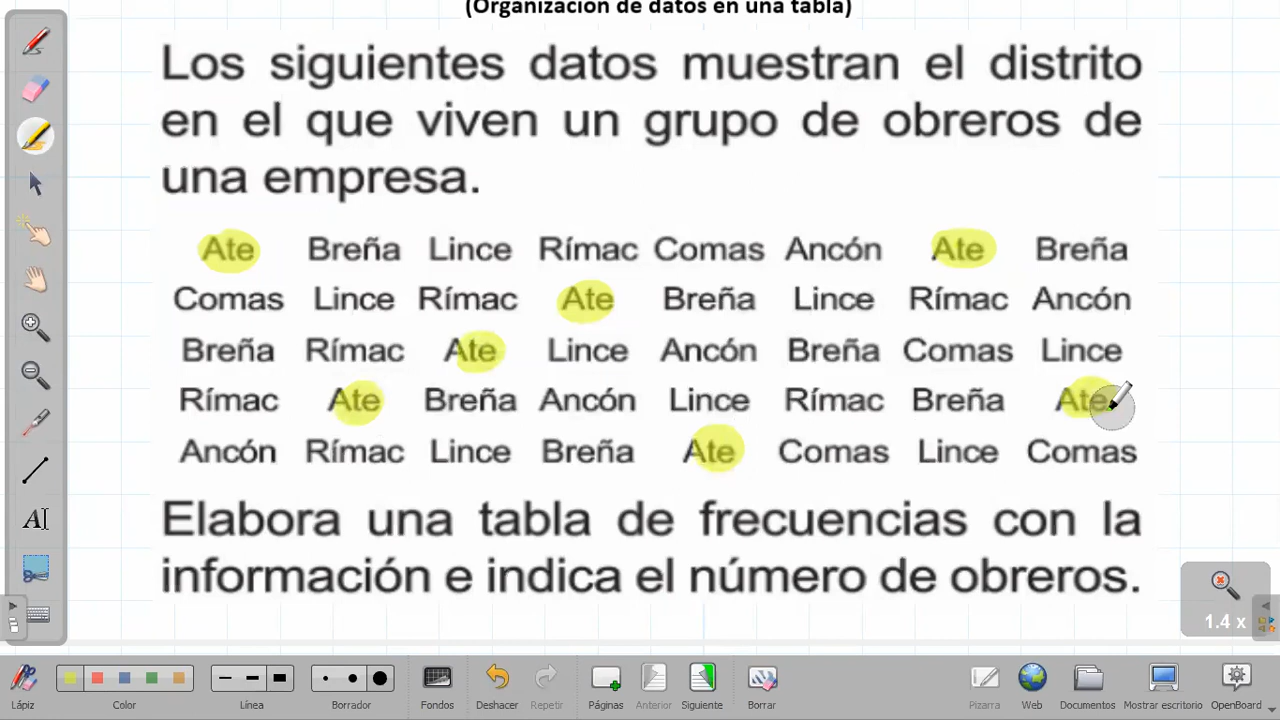 (Organización de datos en una tabla)
Los siguientes datos muestran el distrito
en el que viven un grupo de obreros de
una empresa.
Ate Breña Lince Rímac Comas Ancón Ate Breña
Comas Lince Rímac Ate Breña Lince Rímac Ancón
Breña Rímac Ate Lince Ancón Breña Comas Lince
Rímac Ate Breña Ancón Lince Rímac Breña Ate
Ancón Rímac Lince Breña Ate Comas Lince Comas
Elabora una tabla de frecuencias con la
información e indica el número de obreros.
1.4 x
Lápiz Color Línea Borrador Fondos Deshacer Repetir Páginas Anterior Siguiente Borrar Pizarra Web Documentos Mostrar escritorio OpenBoard